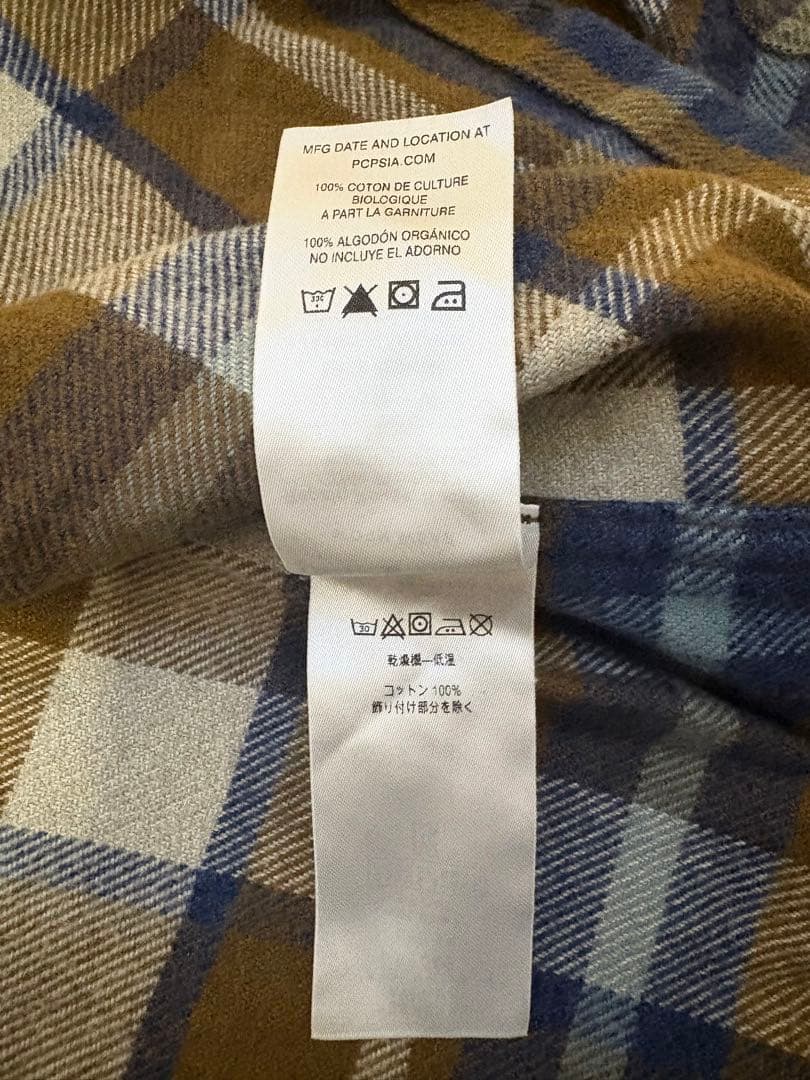 MFG DATE AND LOCATION AT
PCPSIA.COM
100% COTON DE CULTURE
BIOLOGIQUE
A PART LA GARNITURE
100% ALGODÓN ORGÁNICO
NO INCLUYE EL ADORNO
30C
30
乾燥機—低温
コットン 100%
飾り付け部分を除く